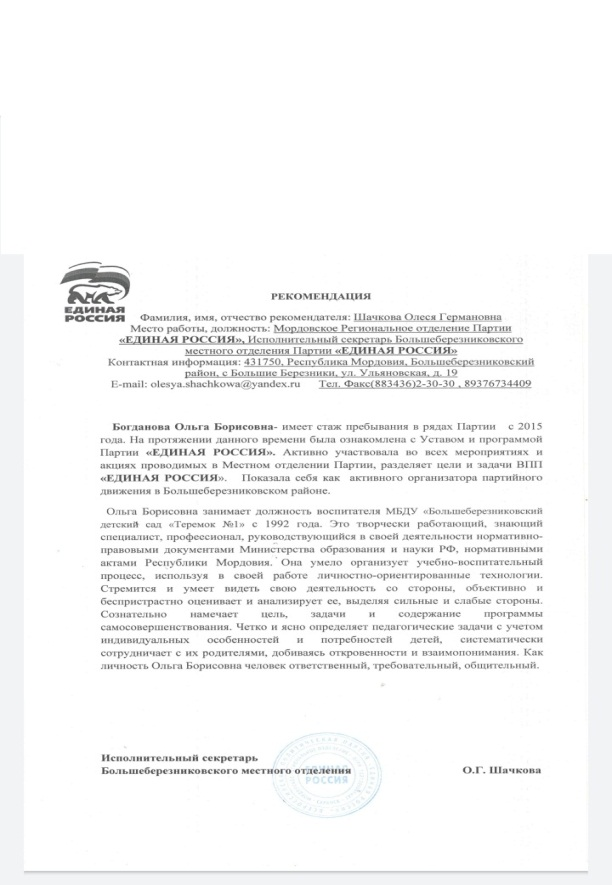 ЕДИНАЯ
РОССИЯ
РЕКОМЕНДАЦИЯ
Фамилия, имя, отчество рекомендателя: Шачкова Олеся Германовна
Место работы, должность: Мордовское Региональное отделение Партии
«ЕДИНАЯ РОССИЯ», Исполнительный секретарь Большеберезниковского
местного отделения Партии «ЕДИНАЯ РОССИЯ»
Контактная информация: 431750, Республика Мордовия, Большеберезниковский
район, с Большие Березники, ул. Ульяновская, д. 19
E-mail: olesya.shachkowa@yandex.ru Тел. Факс(883436)2-30-30 , 89376734409
Богданова Ольга Борисовна- имеет стаж пребывания в рядах Партии с 2015
года. На протяжении данного времени была ознакомлена с Уставом и программой
Партии «ЕДИНАЯ РОССИЯ». Активно участвовала во всех мероприятиях и
акциях проводимых в Местном отделении Партии, разделяет цели и задачи ВПП
«ЕДИНАЯ РОССИЯ». Показала себя как активного организатора партийного
движения в Большеберезниковском районе.
Ольга Борисовна занимает должность воспитателя МБДУ «Большеберезниковский
детский сад «Теремок №1» с 1992 года. Это творчески работающий, знающий
специалист, профессионал, руководствующийся в своей деятельности нормативно-
правовыми документами Министерства образования и науки РФ, нормативными
актами Республики Мордовия. Она умело организует учебно-воспитательный
процесс, используя в своей работе личностно-ориентированные технологии.
Стремится и умеет видеть свою деятельность со стороны, объективно и
беспристрастно оценивает и анализирует ее, выделяя сильные и слабые стороны.
Сознательно намечает цель, задачи и содержание программы
самосовершенствования. Четко и ясно определяет педагогические задачи с учетом
индивидуальных особенностей и потребностей детей, систематически
сотрудничает с их родителями, добиваясь откровенности и взаимопонимания. Как
личность Ольга Борисовна человек ответственный, требовательный, общительный.
Исполнительный секретарь
Большеберезниковского местного отделения О.Г. Шачкова
ЕДИНАЯ
РОССИЯ